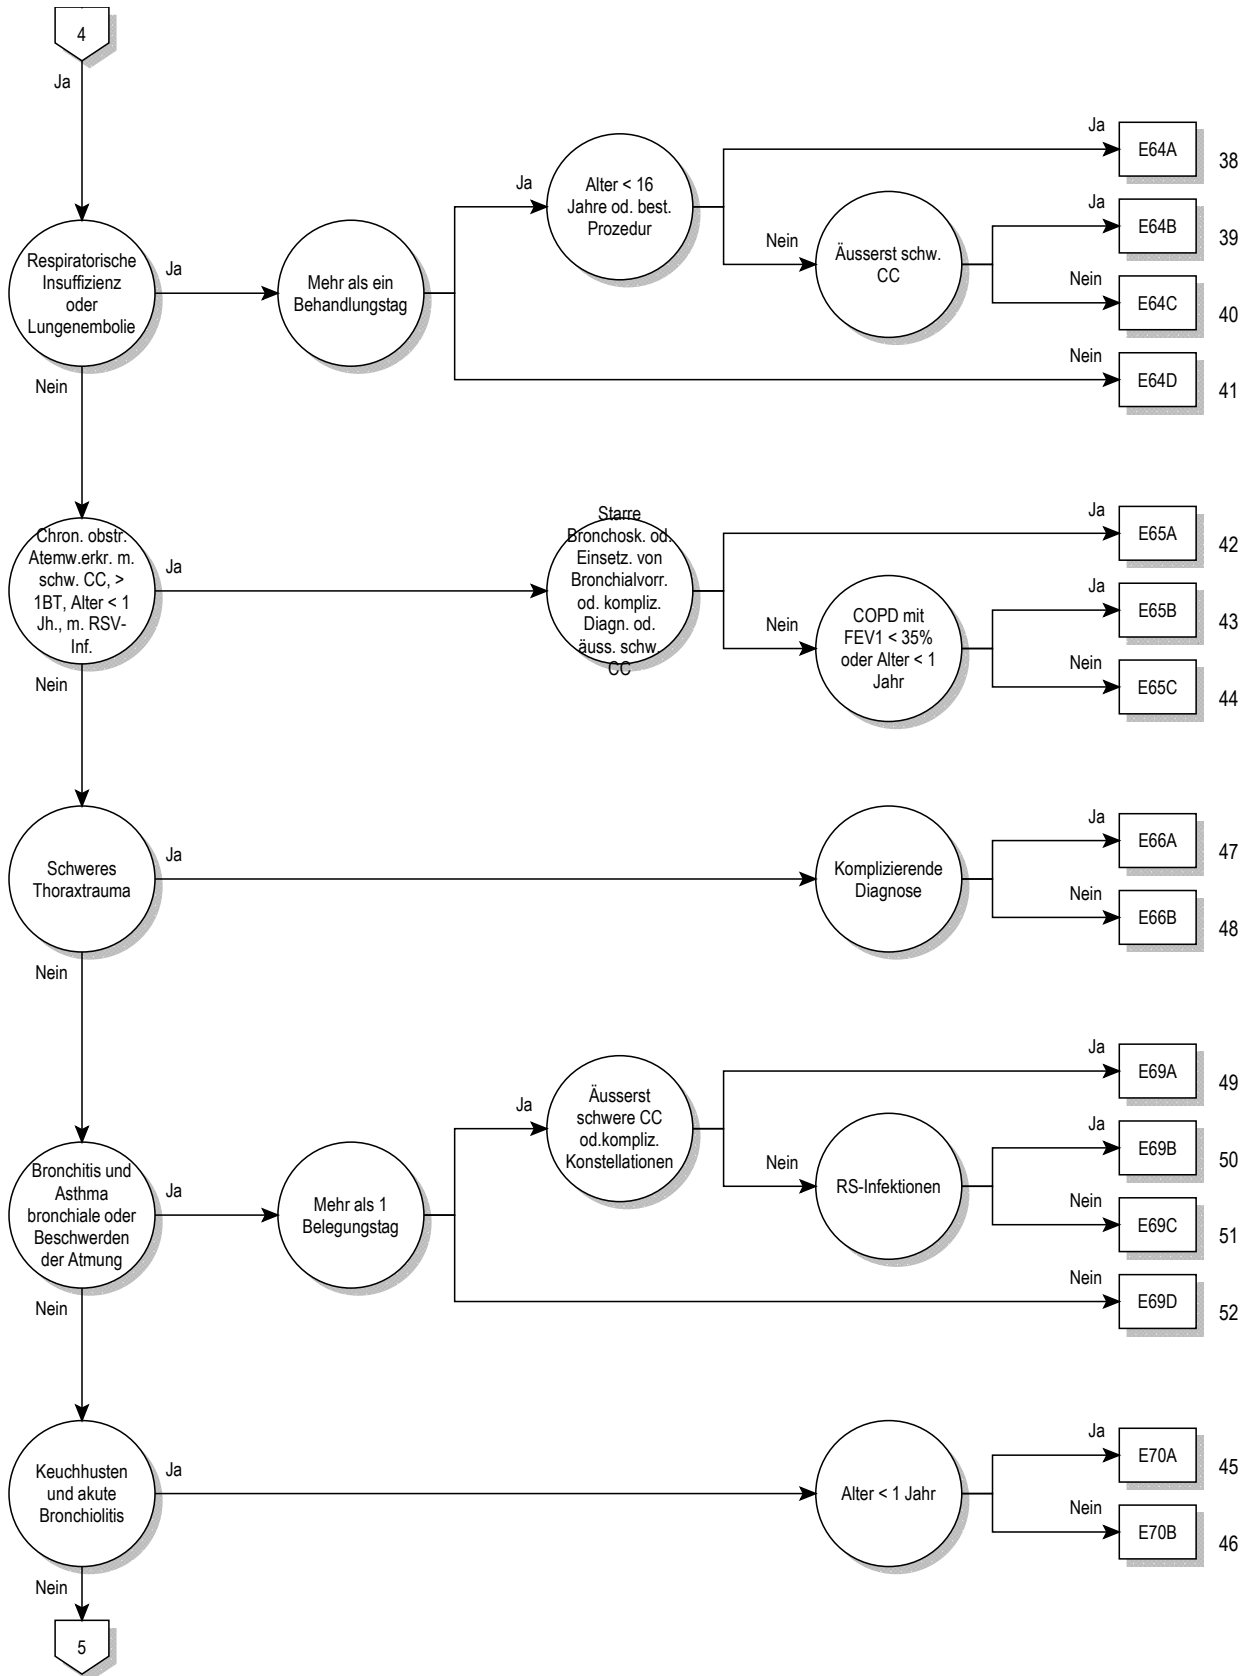 4
Ja
Respiratorische
Insuffizienz
oder
Lungenembolie
Ja
Mehr als ein
Behandlungstag
Ja
Alter < 16
Jahre od. best.
Prozedur
Ja
E64A
38
Nein
Äusserst schw.
CC
Ja
E64B
39
Nein
E64C
40
Nein
E64D
41
Nein
Chron. obstr.
Atemw.erkr. m.
schw. CC, >
1BT, Alter < 1
Jh., m. RSV-
Inf.
Ja
Starre
Bronchosk. od.
Einsetz. von
Bronchialvorr.
od. kompliz.
Diagn. od.
äuss. schw.
CC
Ja
E65A
42
Nein
COPD mit
FEV1 < 35%
oder Alter < 1
Jahr
Ja
E65B
43
Nein
E65C
44
Nein
Schweres
Thoraxtrauma
Ja
Komplizierende
Diagnose
Ja
E66A
47
Nein
E66B
48
Nein
Bronchitis und
Asthma
bronchiale oder
Beschwerden
der Atmung
Ja
Mehr als 1
Belegungstag
Ja
Äusserst
schwere CC
od.kompliz.
Konstellationen
Ja
E69A
49
Nein
RS-Infektionen
Ja
E69B
50
Nein
E69C
51
Nein
E69D
52
Nein
Keuchhusten
und akute
Bronchiolitis
Ja
Alter < 1 Jahr
Ja
E70A
45
Nein
E70B
46
Nein
5